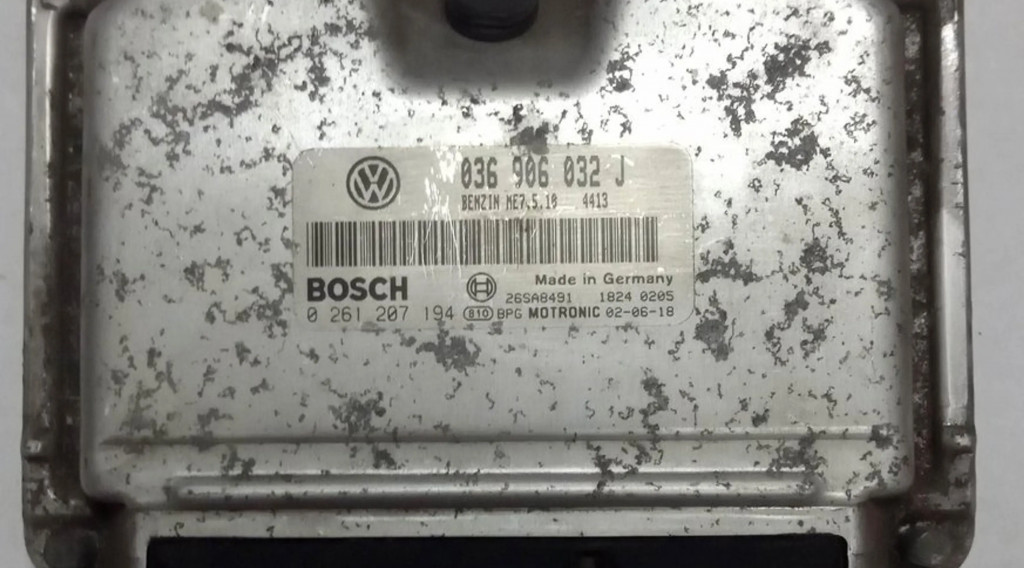 036 906 032 J
BENZIN ME7.5.10 4413
BOSCH
Made in Germany
26SA8491 1824 0205
0 261 207 194 810 BPG MOTRONIC 02-06-18